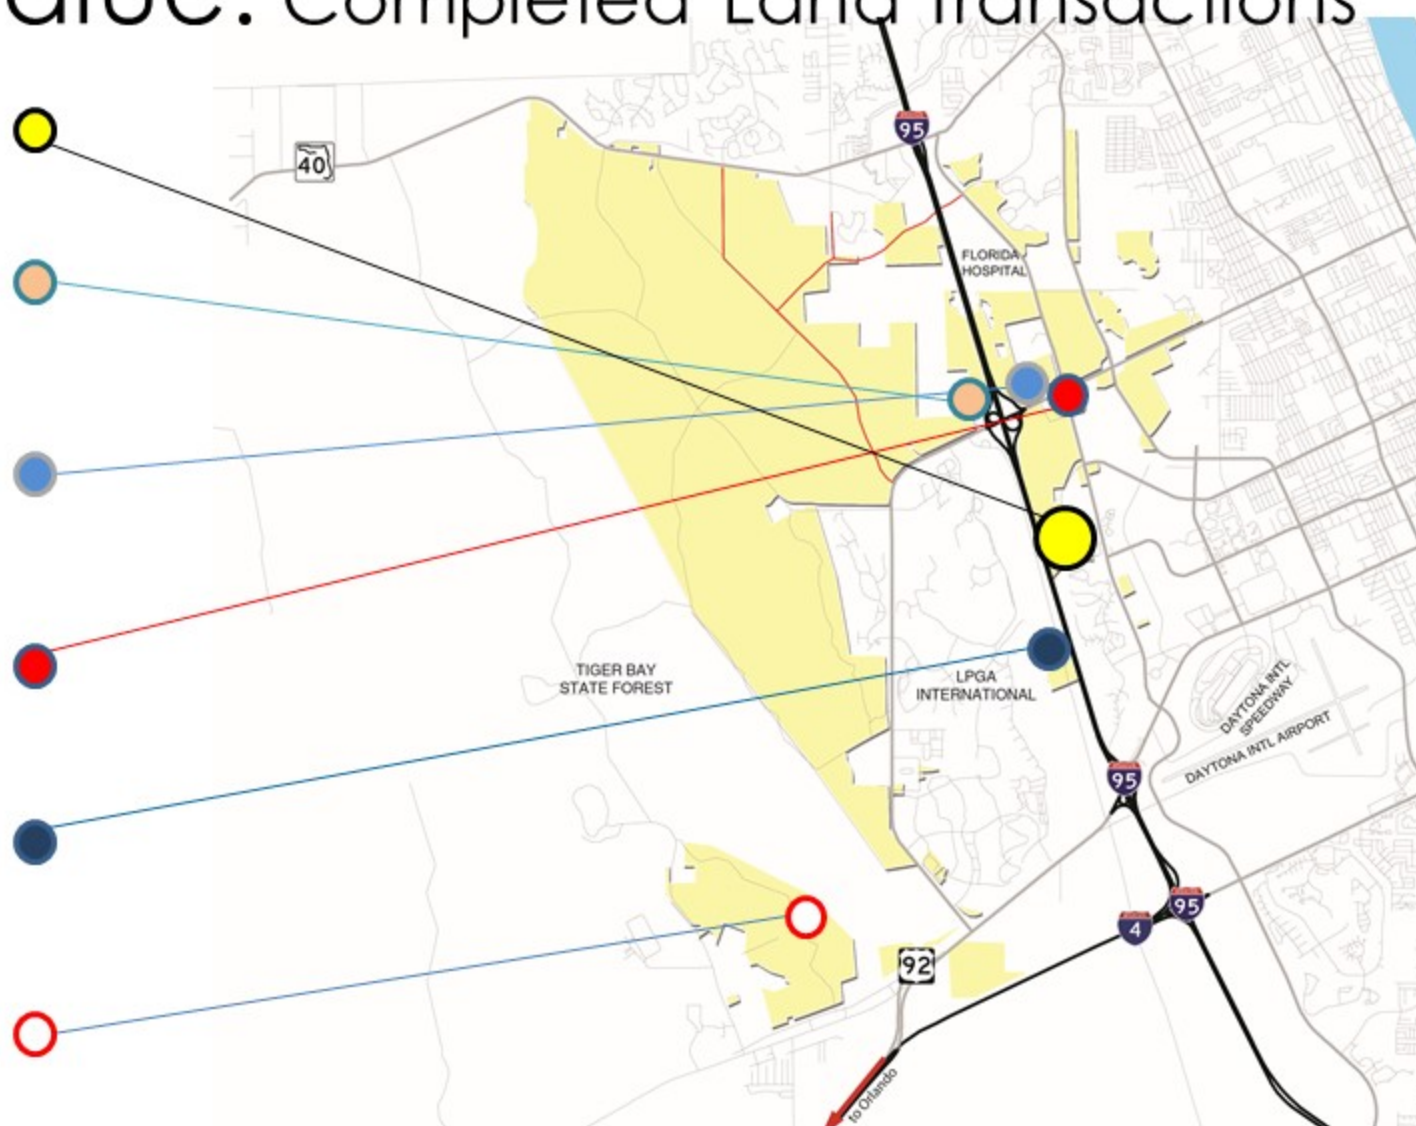 Completed Land Transactions
95
40
FLORIDA
HOSPITAL
TIGER BAY
STATE FOREST
LPGA
INTERNATIONAL
DAYTONA INTL
SPEEDWAY
DAYTONA INTL AIRPORT
95
95
4
92
to Orlando